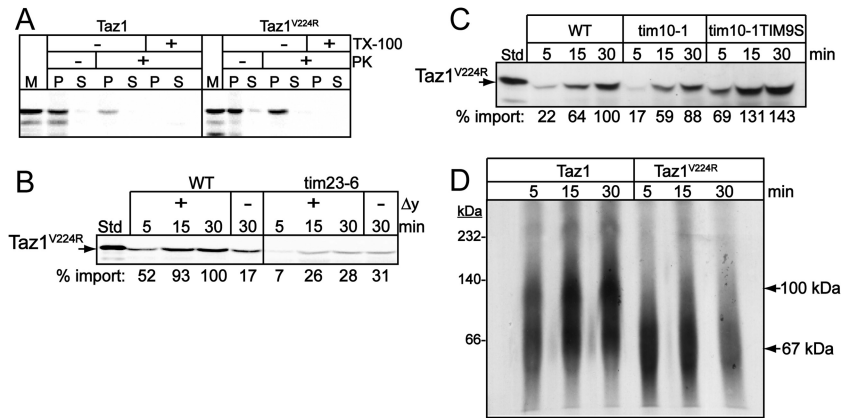 A
Taz1
Taz1V224R
– + – + TX-100
– + – + PK
M P S P S P S M P S P S P S
B
WT tim23-6
+ – + – Δy
Std 5 15 30 30 5 15 30 30 min
Taz1V224R
% import: 52 93 100 17 7 26 28 31
C
WT tim10-1 tim10-1TIM9S
Std 5 15 30 5 15 30 5 15 30 min
Taz1V224R
% import: 22 64 100 17 59 88 69 131 143
D
Taz1 Taz1V224R
5 15 30 5 15 30 min
kDa
232-
140-
100 kDa
66-
67 kDa